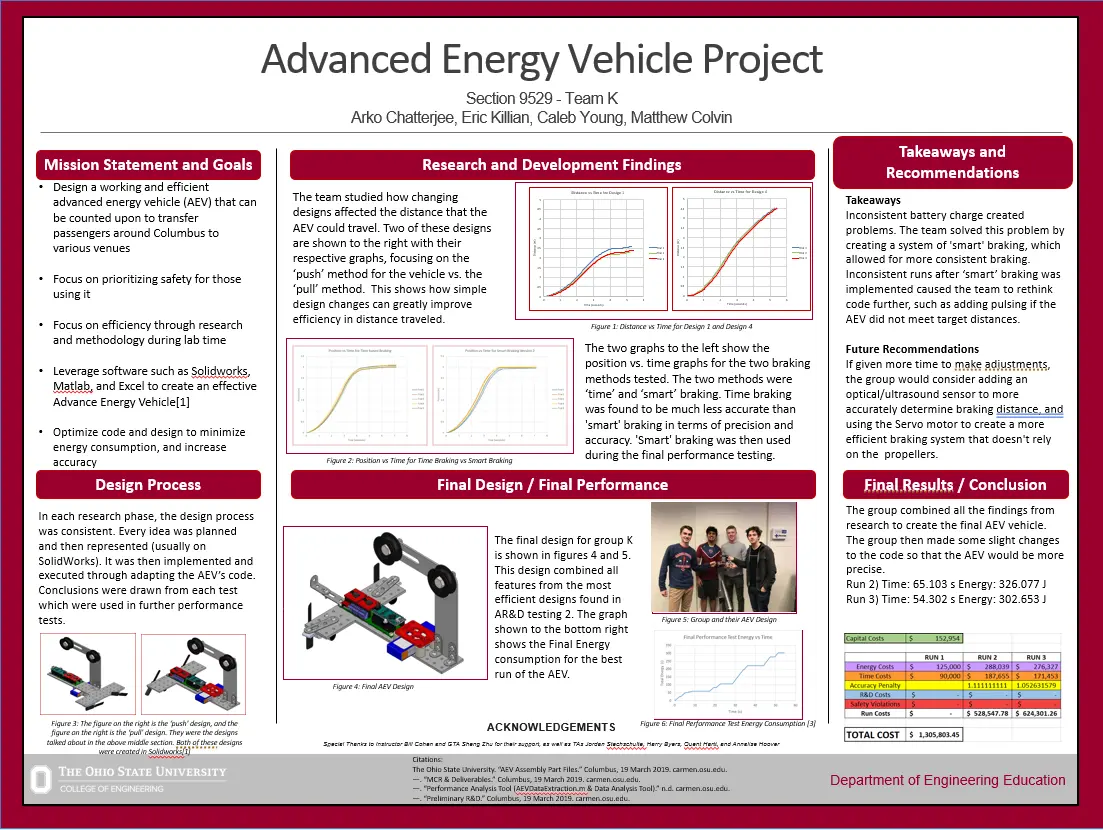 Advanced Energy Vehicle Project
Section 9529 - Team K
Arko Chatterjee, Eric Killian, Caleb Young, Matthew Colvin
Mission Statement and Goals
• Design a working and efficient
advanced energy vehicle (AEV) that can
be counted upon to transfer
passengers around Columbus to
various venues
• Focus on prioritizing safety for those
using it
• Focus on efficiency through research
and methodology during lab time
• Leverage software such as Solidworks,
Matlab, and Excel to create an effective
Advance Energy Vehicle[1]
• Optimize code and design to minimize
energy consumption, and increase
accuracy
Design Process
In each research phase, the design process
was consistent. Every idea was planned
and then represented (usually on
SolidWorks). It was then implemented and
executed through adapting the AEV's code.
Conclusions were drawn from each test
which were used in further performance
tests.
Figure 3: The figure on the right is the 'push' design, and the
figure on the right is the 'pull' design. They were the designs
talked about in the above middle section. Both of these designs
were created in Solidworks[1]
Research and Development Findings
The team studied how changing
designs affected the distance that the
AEV could travel. Two of these designs
are shown to the right with their
respective graphs, focusing on the
'push' method for the vehicle vs. the
'pull' method.  This shows how simple
design changes can greatly improve
efficiency in distance traveled.
Distance vs Time for Design 1
Figure 1: Distance vs Time for Design 1 and Design 4
Figure 2: Position vs Time for Time Braking vs Smart Braking
The two graphs to the left show the
position vs. time graphs for the two braking
methods tested. The two methods were
'time' and 'smart' braking. Time braking
was found to be much less accurate than
'smart' braking in terms of precision and
accuracy. 'Smart' braking was then used
during the final performance testing.
Final Design / Final Performance
Figure 4: Final AEV Design
The final design for group K
is shown in figures 4 and 5.
This design combined all
features from the most
efficient designs found in
AR&D testing 2. The graph
shown to the bottom right
shows the Final Energy
consumption for the best
run of the AEV.
Figure 5: Group and their AEV Design
Final Performance Test Energy vs Time
Figure 6: Final Performance Test Energy Consumption [3]
ACKNOWLEDGEMENTS
Special Thanks to Instructor Bill Cohen and GTA Sheng Zhu for their support, as well as TAs Jordan Stechschulte, Harry Byers, Quent Hartl, and Annelise Hoover
Takeaways and
Recommendations
Takeaways
Inconsistent battery charge created
problems. The team solved this problem by
creating a system of 'smart' braking, which
allowed for more consistent braking.
Inconsistent runs after 'smart' braking was
implemented caused the team to rethink
code further, such as adding pulsing if the
AEV did not meet target distances.
Future Recommendations
If given more time to make adjustments,
the group would consider adding an
optical/ultrasound sensor to more
accurately determine braking distance, and
using the Servo motor to create a more
efficient braking system that doesn't rely
on the  propellers.
Final Results / Conclusion
The group combined all the findings from
research to create the final AEV vehicle.
The group then made some slight changes
to the code so that the AEV would be more
precise.
Run 2) Time: 65.103 s Energy: 326.077 J
Run 3) Time: 54.302 s Energy: 302.653 J
Capital Costs $ 152,954
RUN 1 RUN 2 RUN 3
Energy Costs $ 125,000 $ 288,039 $ 276,327
Time Costs $ 90,000 $ 187,655 $ 171,453
Accuracy Penalty 1.111111111 1.052631579
R&D Costs $ - $ - $ -
Safety Violations $ - $ - $ -
Run Costs $ - $ 528,547.78 $ 624,301.26
TOTAL COST $ 1,305,803.45
THE OHIO STATE UNIVERSITY
COLLEGE OF ENGINEERING
Citations:
The Ohio State University. "AEV Assembly Part Files." Columbus, 19 March 2019. carmen.osu.edu.
—. "MCR & Deliverables." Columbus, 19 March 2019. carmen.osu.edu.
—. "Performance Analysis Tool (AEVDataExtraction.m & Data Analysis Tool)." n.d. carmen.osu.edu.
—. "Preliminary R&D." Columbus, 19 March 2019. carmen.osu.edu.
Department of Engineering Education